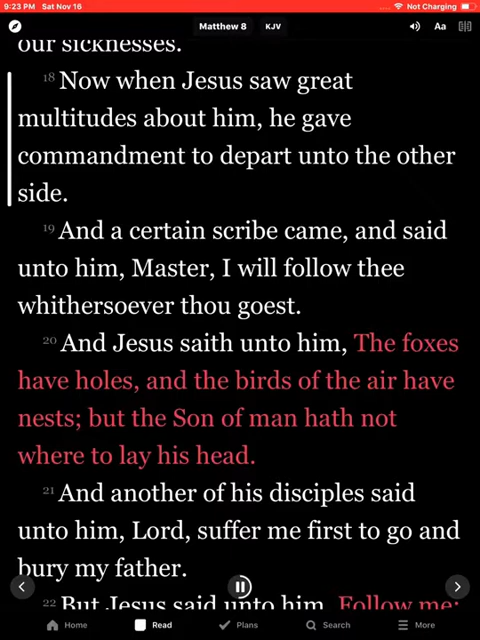 9:23 PM Sat Nov 16 Not Charging
Matthew 8 KJV Aa
our sicknesses.
18 Now when Jesus saw great
multitudes about him, he gave
commandment to depart unto the other
side.
19 And a certain scribe came, and said
unto him, Master, I will follow thee
whithersoever thou goest.
20 And Jesus saith unto him, The foxes
have holes, and the birds of the air have
nests; but the Son of man hath not
where to lay his head.
21 And another of his disciples said
unto him, Lord, suffer me first to go and
bury my father.
22 But Jesus said unto him, Follow me;
Home Read Plans Search More